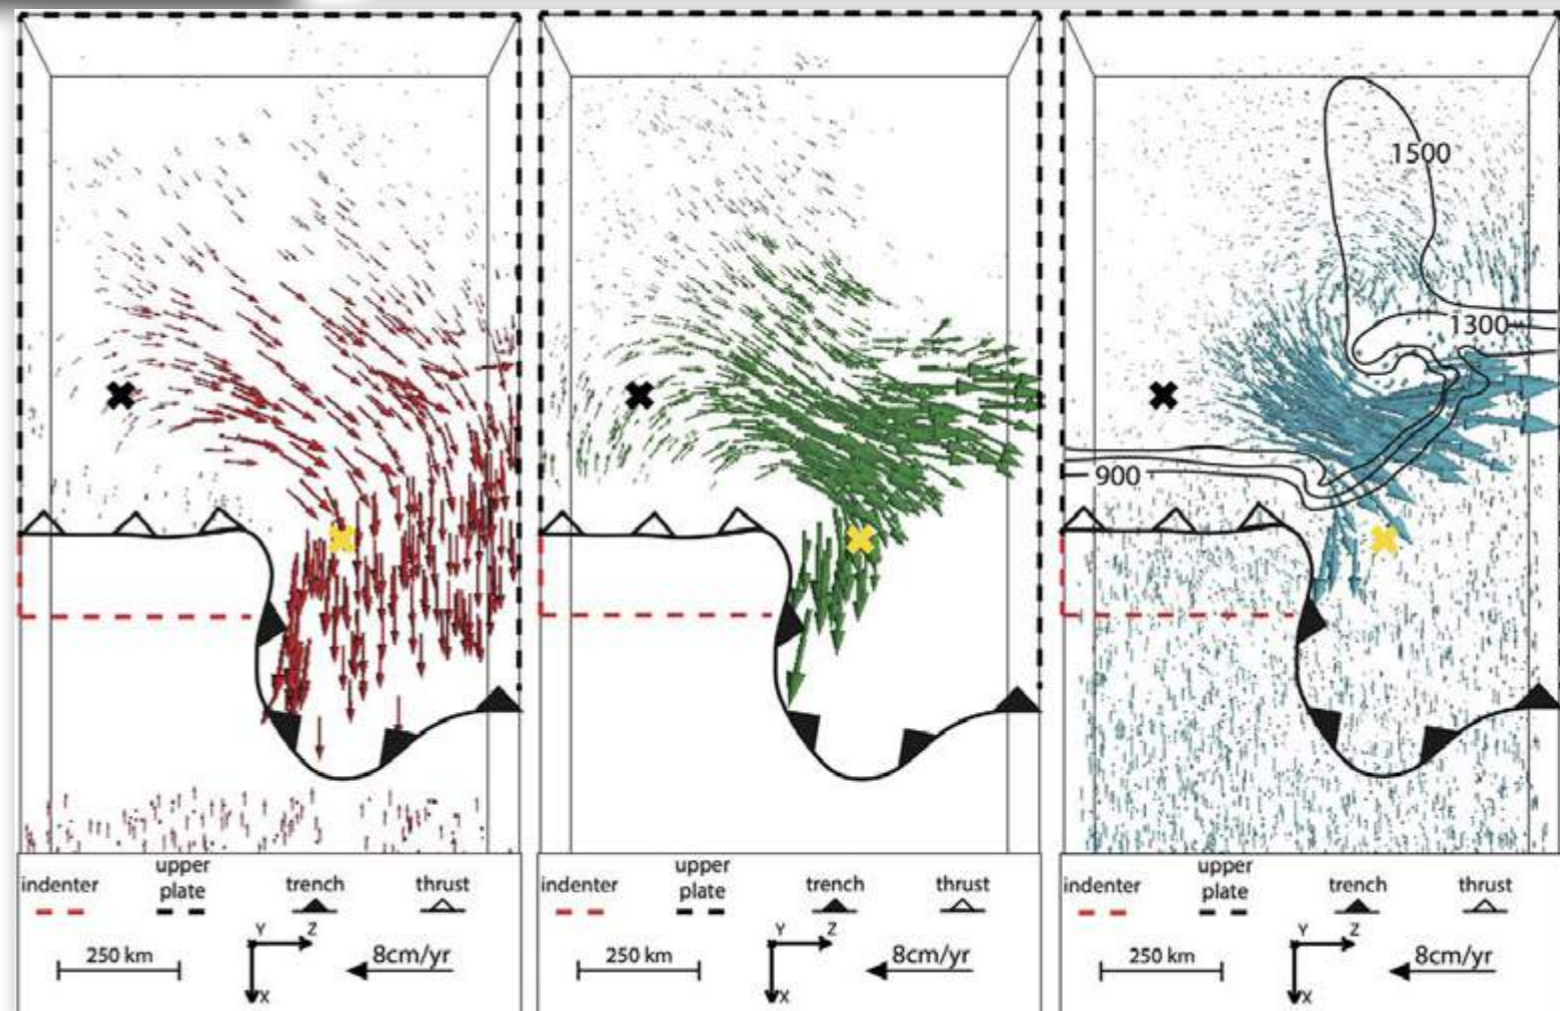 1500
1300
900
indenter
upper
plate
trench
thrust
250 km
Y
Z
X
8cm/yr
indenter
upper
plate
trench
thrust
250 km
Y
Z
X
8cm/yr
indenter
upper
plate
trench
thrust
250 km
Y
Z
X
8cm/yr